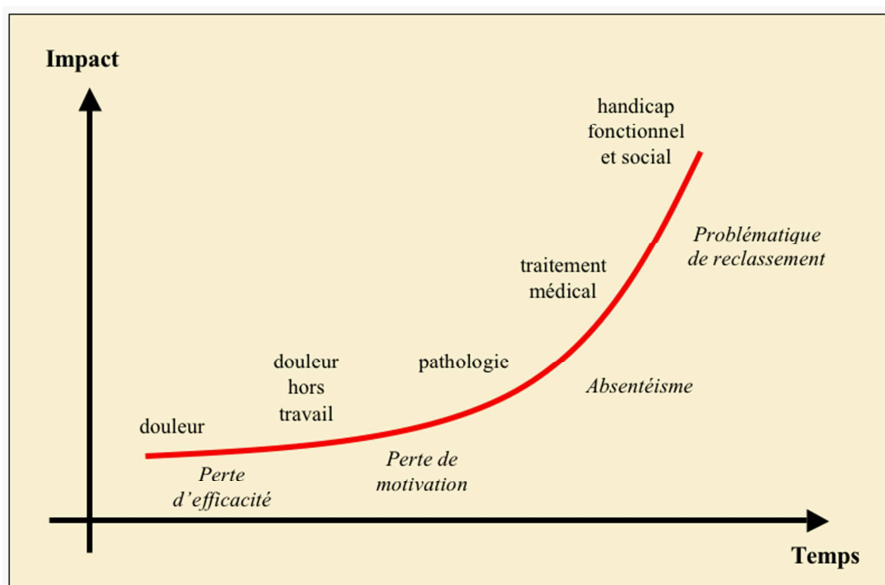 Impact
handicap
fonctionnel
et social
Problématique
de reclassement
traitement
médical
douleur
hors
travail
pathologie
Absentéisme
douleur
Perte
d’efficacité
Perte de
motivation
Temps